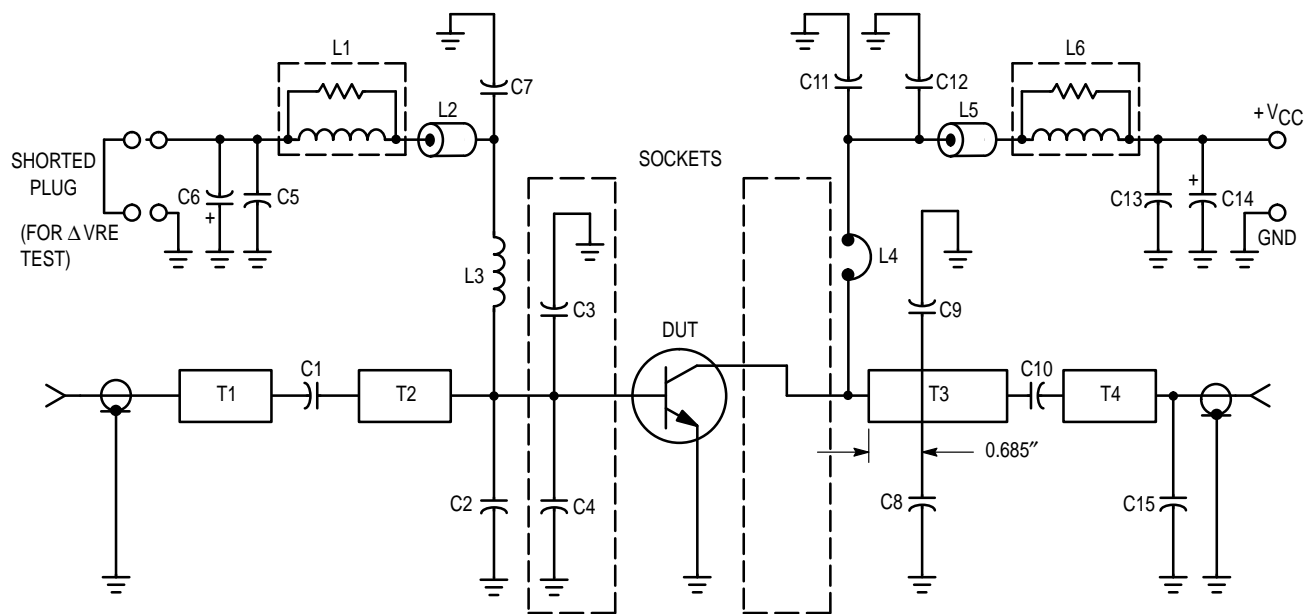 L1
C7
L2
SHORTED
PLUG
(FOR Δ VRE
TEST)
C6
+
C5
L3
C3
SOCKETS
DUT
C11
C12
L5
L6
+ VCC
C13
+
C14
GND
L4
C9
T1
C1
T2
C2
C4
T3
C10
T4
0.685″
C8
C15